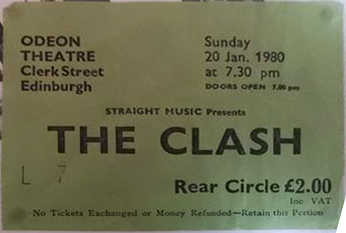 ODEON
THEATRE
Clerk Street
Edinburgh
Sunday
20 Jan. 1980
at 7.30 pm
DOORS OPEN 7.00 pm
STRAIGHT MUSIC Presents
THE CLASH
L 7
Rear Circle £2.00
Inc VAT
No Tickets Exchanged or Money Refunded—Retain this Portion